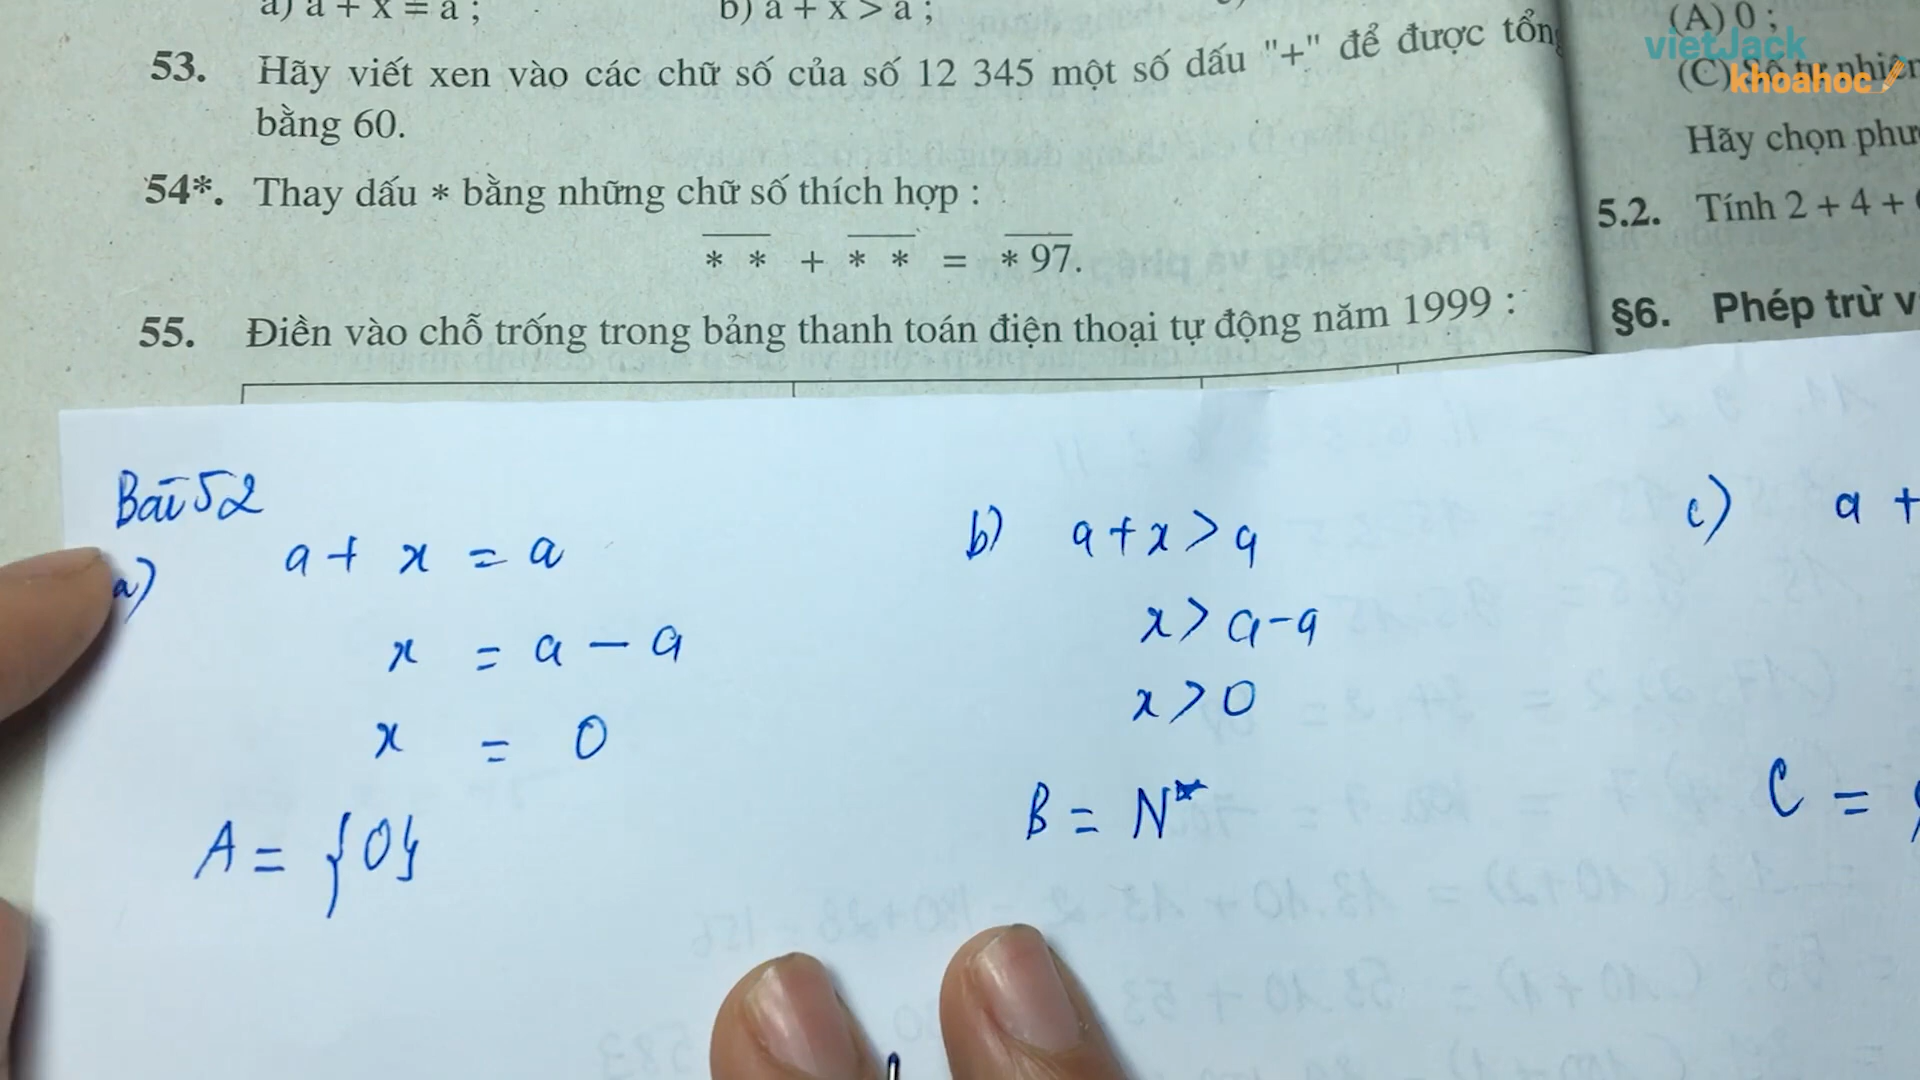 a) a + x = a ;
b) a + x > a ;
53. Hãy viết xen vào các chữ số của số 12 345 một số dấu "+" để được tổng
bằng 60.
54*. Thay dấu * bằng những chữ số thích hợp :
* * + * * = * 97.
55. Điền vào chỗ trống trong bảng thanh toán điện thoại tự động năm 1999 :
(A) 0 ;
vietJack
(C) Số tự nhiên
khoahoc
Hãy chọn phư
5.2. Tính 2 + 4 +
§6. Phép trừ v
Bài 52
a) a + x = a
x = a - a
x = 0
A = {0}
b) a + x > a
x > a - a
x > 0
B = N*
c) a +
C =